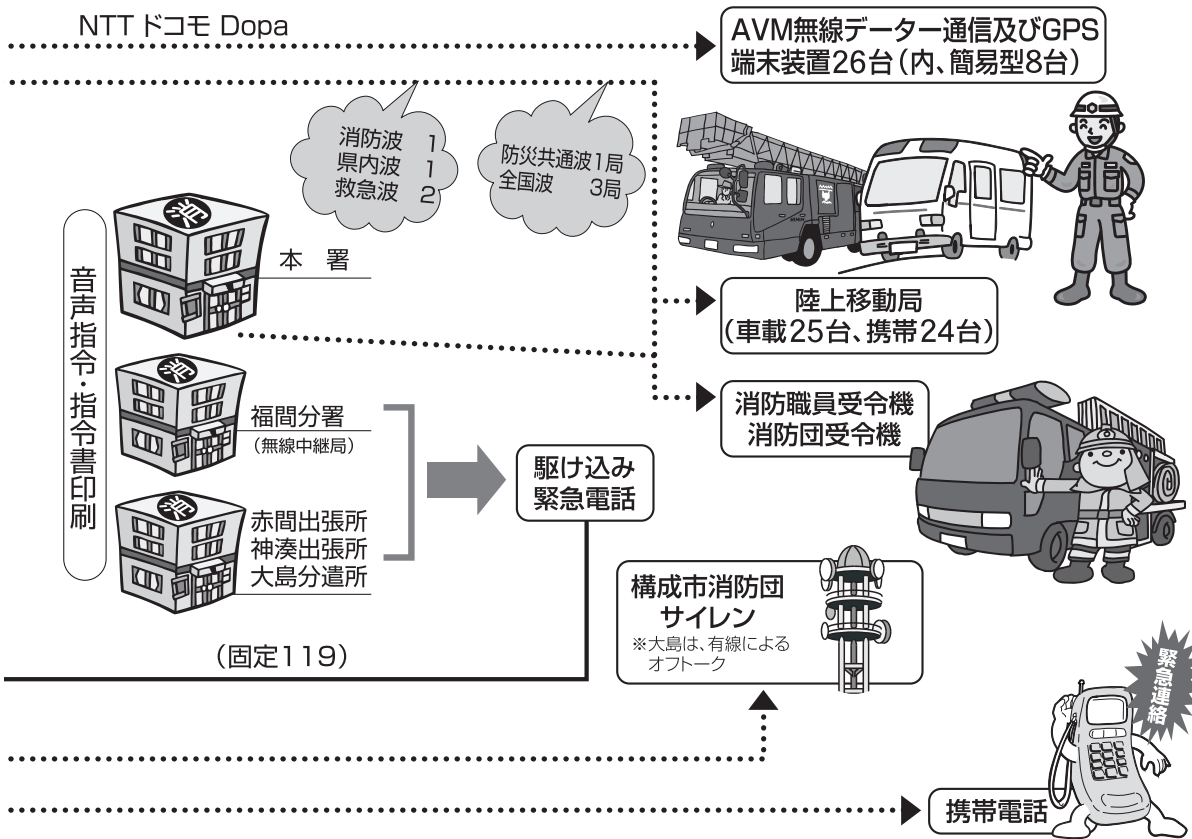 NTTドコモ Dopa
AVM無線データー通信及びGPS
端末装置26台(内、簡易型8台)
消防波 1
県内波 1
救急波 2
防災共通波1局
全国波 3局
音声指令・指令書印刷
消
本 署
陸上移動局
(車載25台、携帯24台)
消
福間分署
(無線中継局)
消防職員受令機
消防団受令機
駆け込み
緊急電話
消
赤間出張所
神湊出張所
大島分遣所
構成市消防団
サイレン
※大島は、有線による
オフトーク
(固定119)
緊急連絡
携帯電話